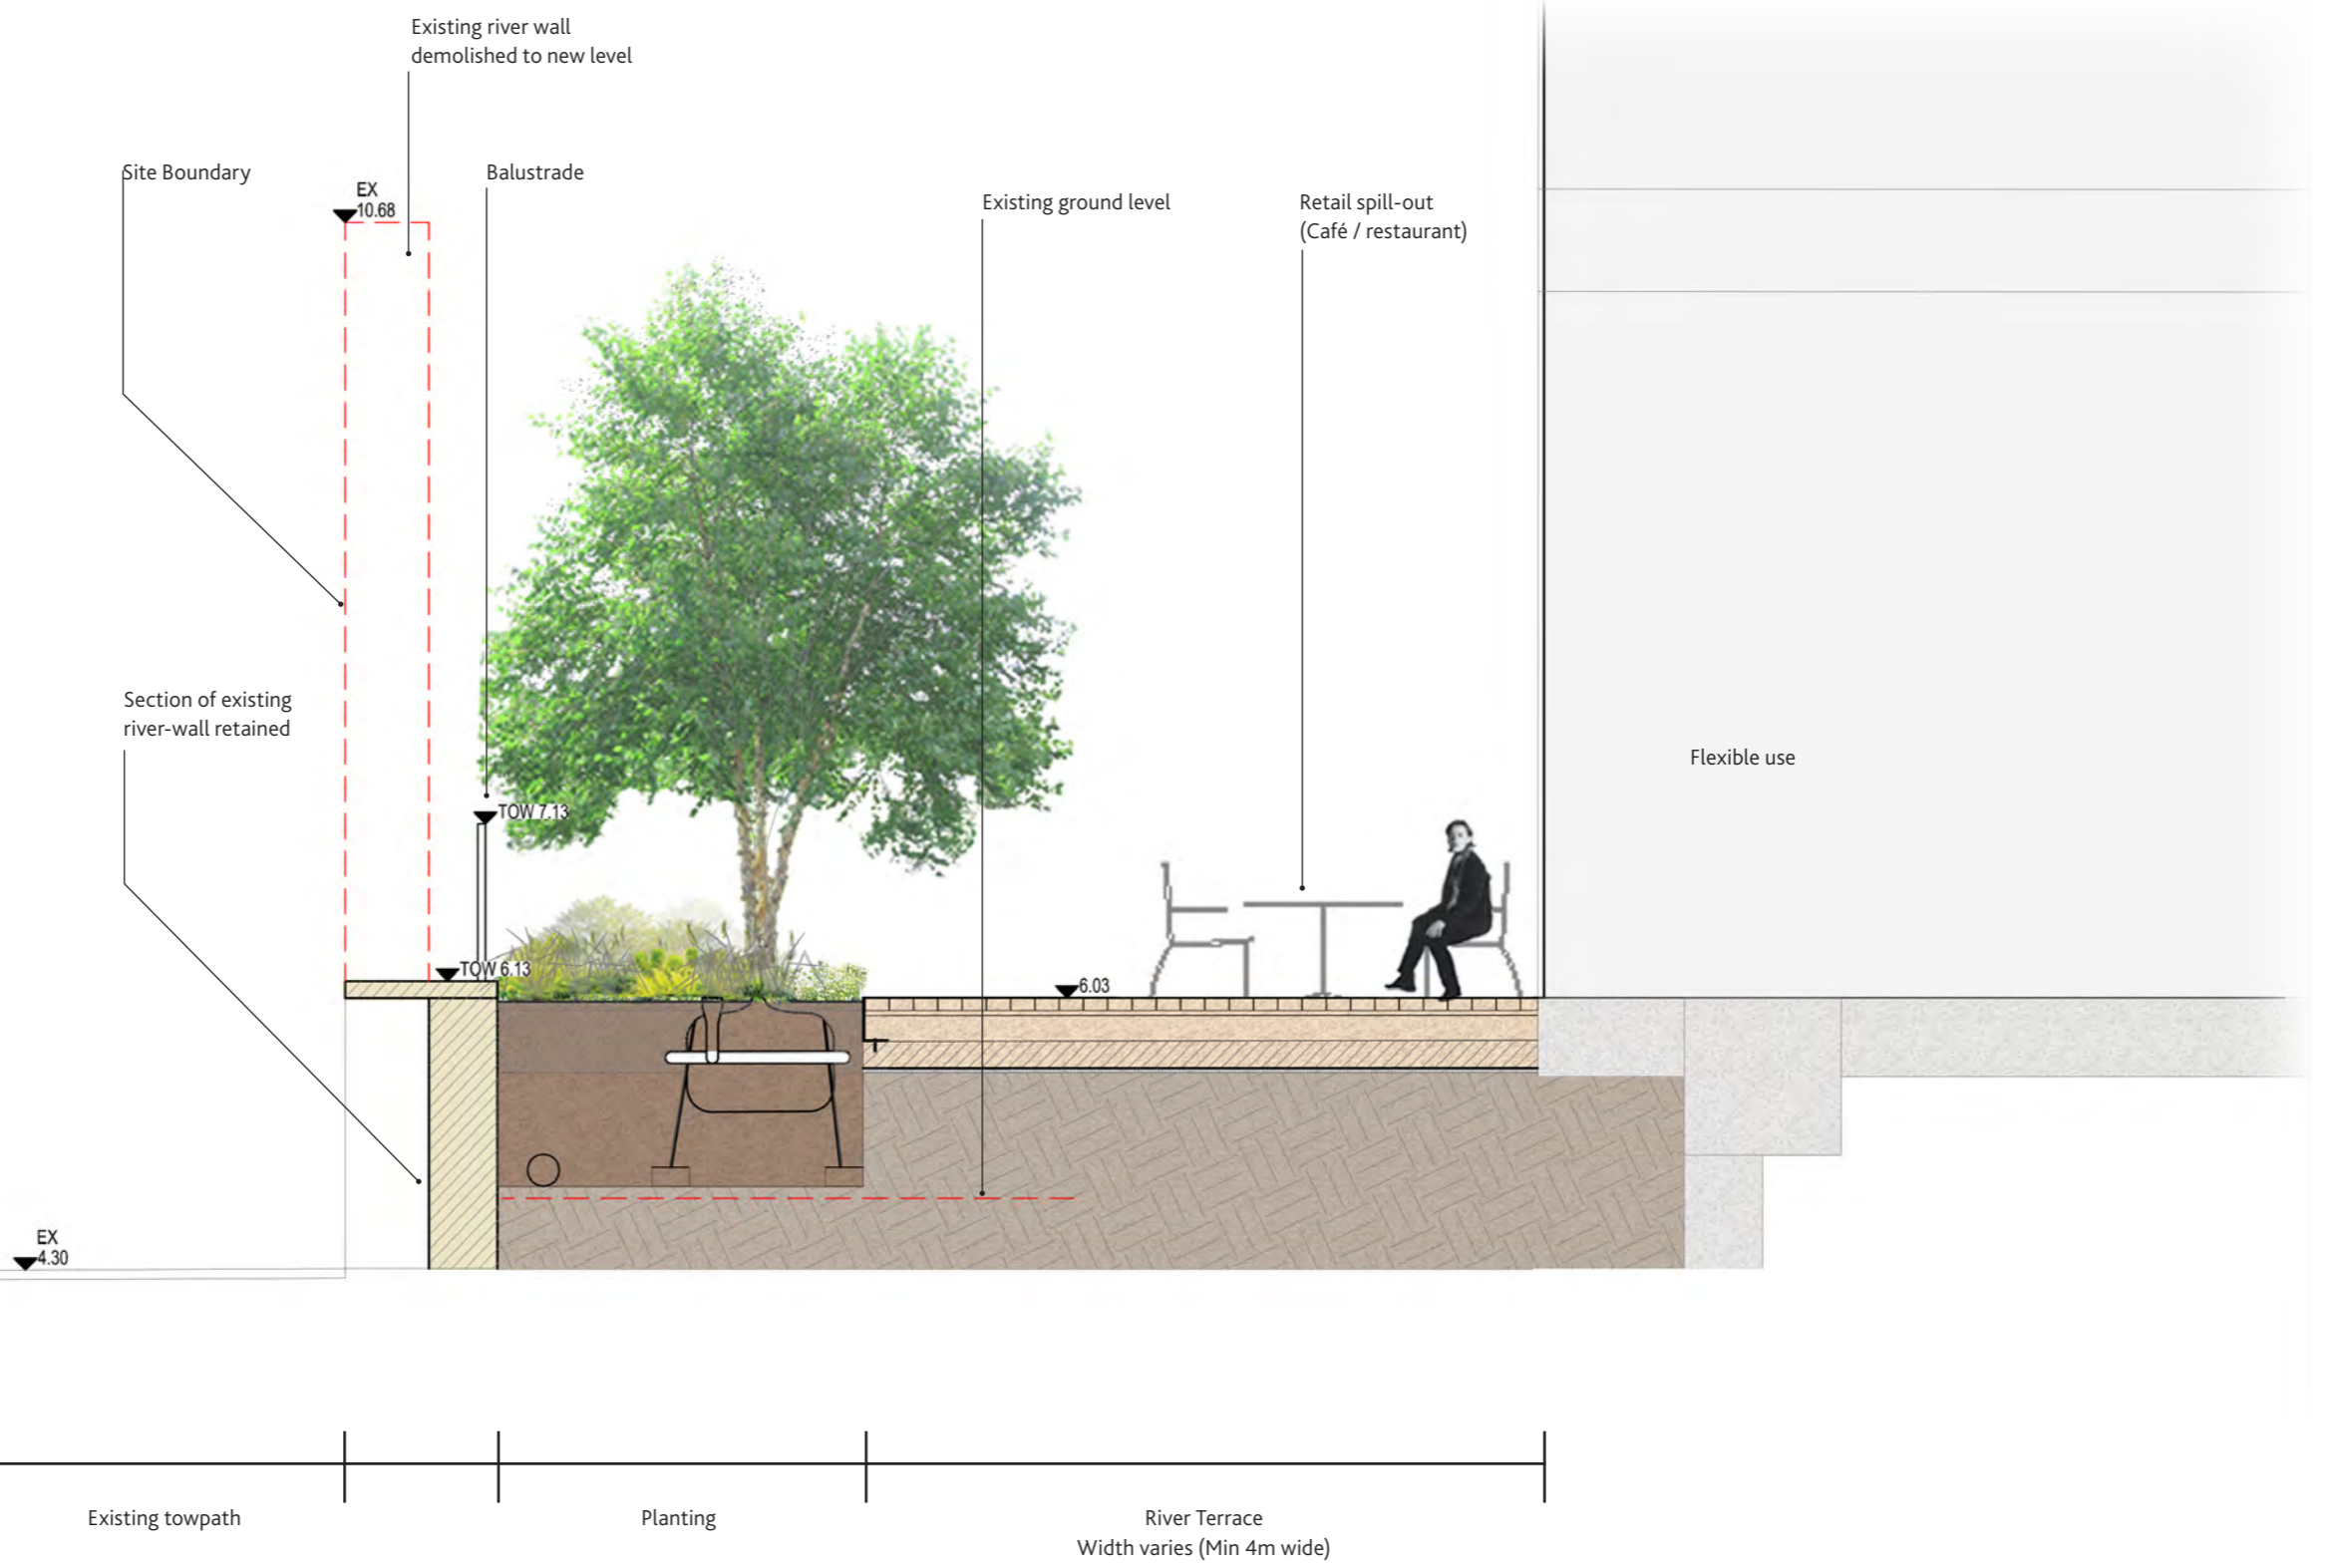 Existing river wall
demolished to new level
Site Boundary
EX
10.68
Balustrade
Existing ground level
Retail spill-out
(Café / restaurant)
Section of existing
river-wall retained
Flexible use
TOW 7.13
TOW 6.13
6.03
EX
4.30
Existing towpath
Planting
River Terrace
Width varies (Min 4m wide)